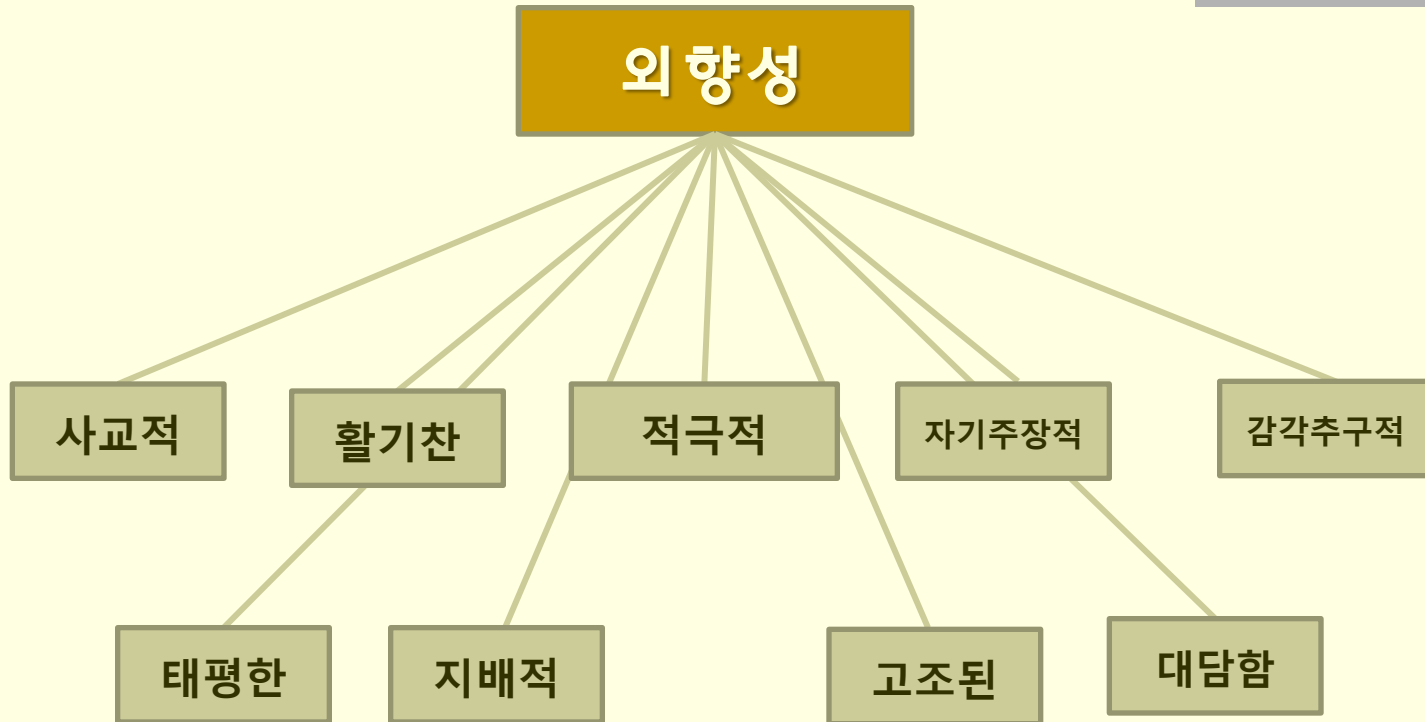 외향성
사교적
활기찬
적극적
자기주장적
감각추구적
태평한
지배적
고조된
대담함